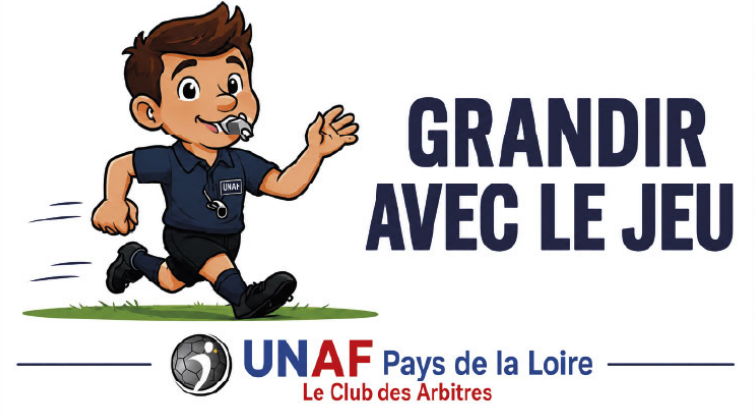 UNAF
GRANDIR
AVEC LE JEU
UNAF Pays de la Loire
Le Club des Arbitres